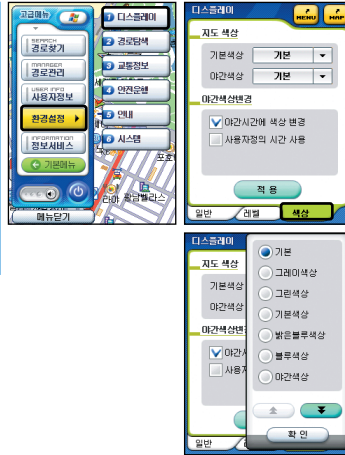 고급메뉴
SEARCH
경로찾기
MANAGER
경로관리
USER INFO
사용자정보
환경설정
INFORMATION
정보서비스
기본메뉴
메뉴닫기
1 디스플레이
2 경로탐색
3 교통정보
4 안전운행
5 안내
6 시스템
포호
라야 황남벨라스
디스플레이
MENU
MAP
지도 색상
기본색상 기본
야간색상 기본
야간색상변경
야간시간에 색상 변경
사용자정의 시간 사용
적 용
일반 레벨 색상
디스플레이
지도 색상
기본색상
야간색상
야간색상변
야간시
사용자
일반
기본
그레이색상
그린색상
기본색상
밝은블루색상
블루색상
야간색상
확 인